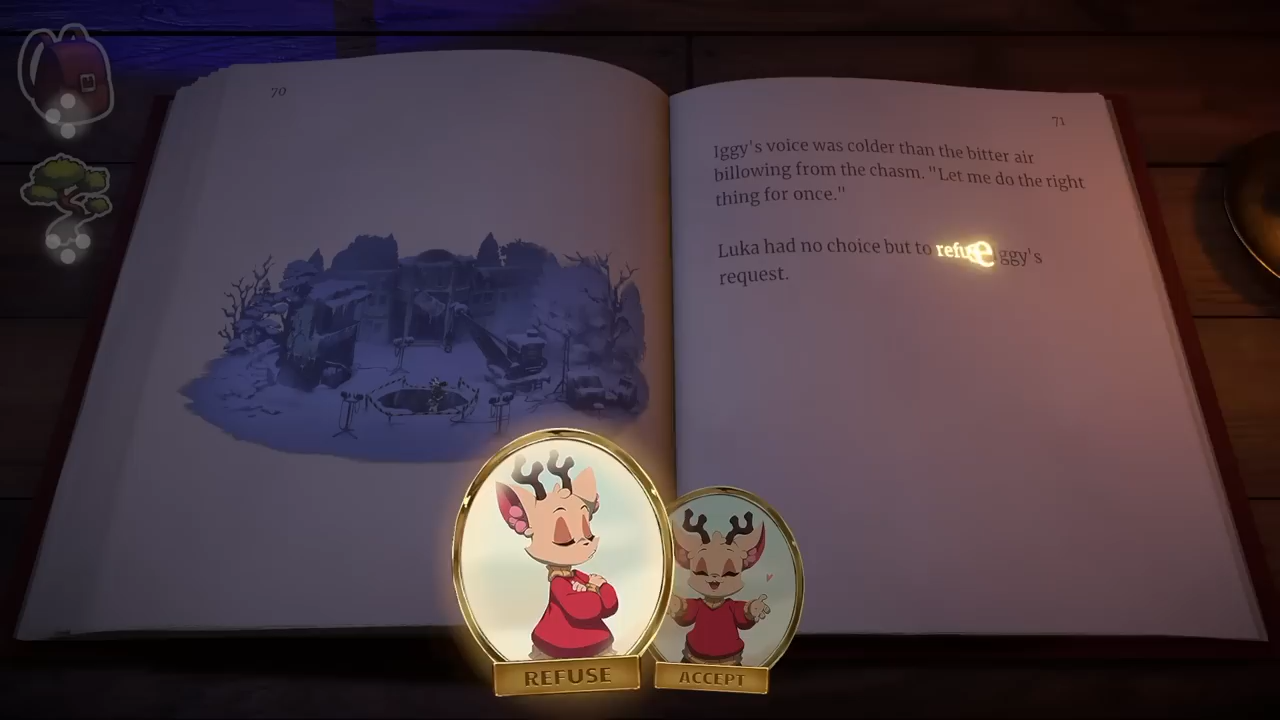 70
71
Iggy's voice was colder than the bitter air
billowing from the chasm. "Let me do the right
thing for once."
Luka had no choice but to refuse Iggy's
request.
REFUSE
ACCEPT